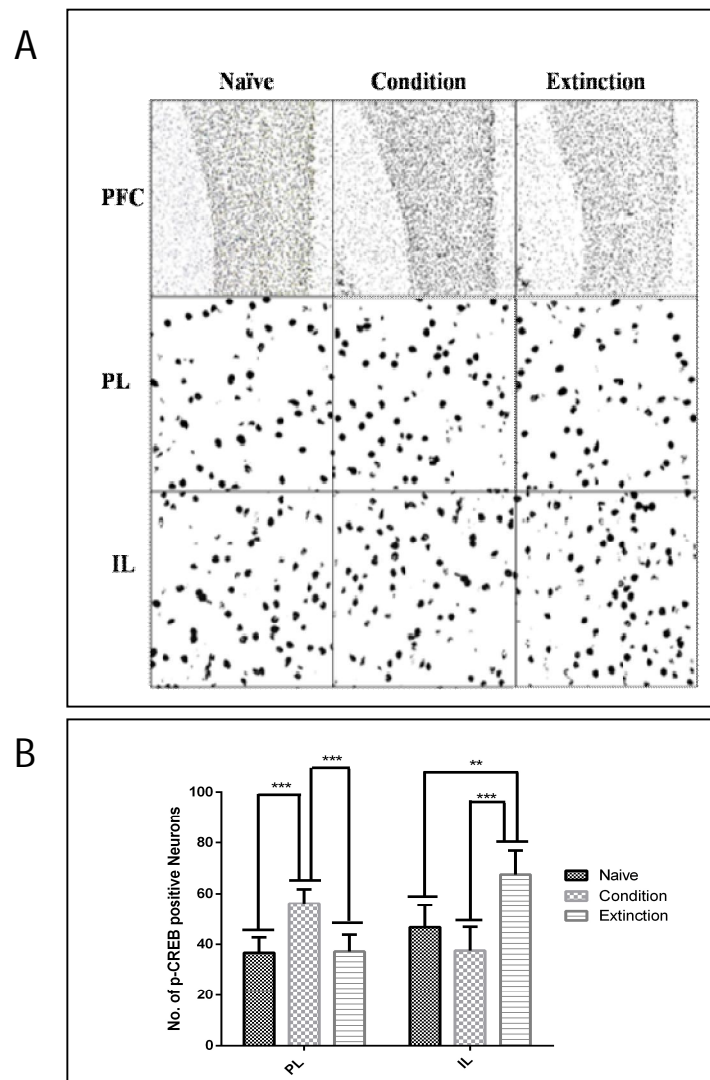 A
Naïve Condition Extinction
PFC
PL
IL
B
*** *** ** ***
No. of p-CREB positive Neurons
100
80
60
40
20
0
PL IL
Naive
Condition
Extinction